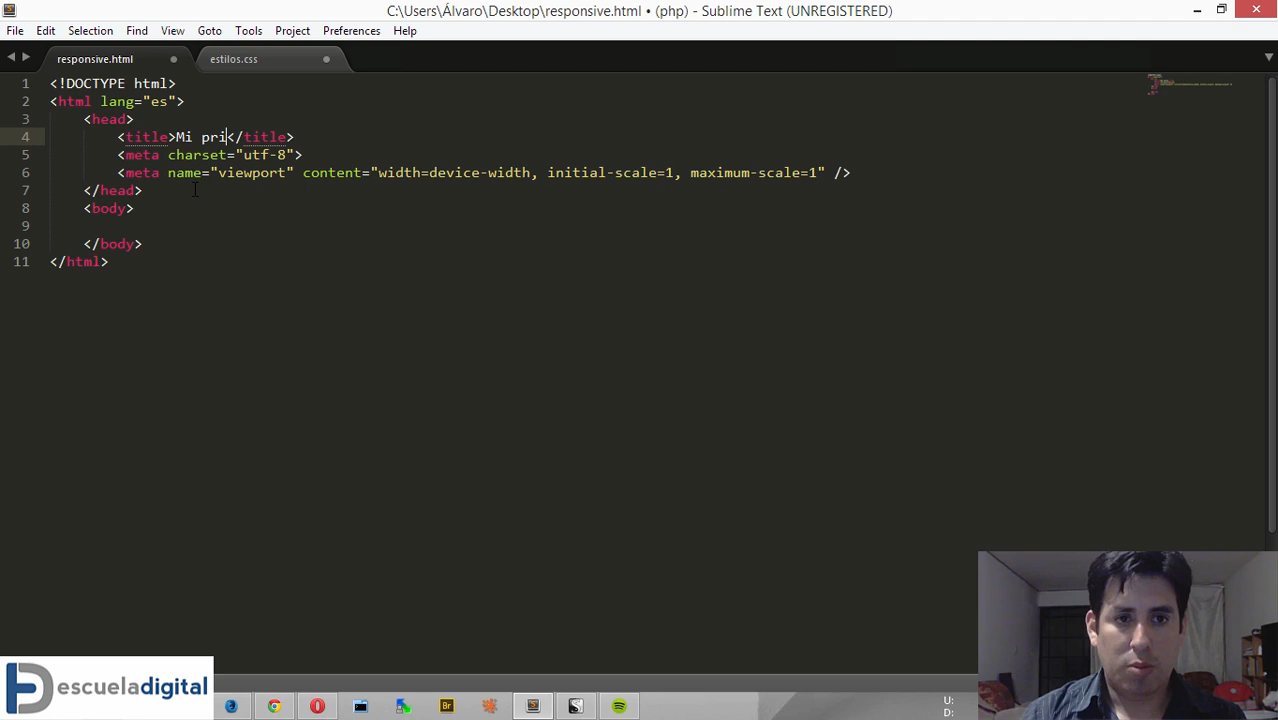 C:\Users\Álvaro\Desktop\responsive.html • (php) - Sublime Text (UNREGISTERED)
File Edit Selection Find View Goto Tools Project Preferences Help
responsive.html estilos.css
1 <!DOCTYPE html>
2 <html lang="es">
3 <head>
4 <title>Mi pri</title>
5 <meta charset="utf-8">
6 <meta name="viewport" content="width=device-width, initial-scale=1, maximum-scale=1" />
7 </head>
8 <body>
9
10 </body>
11 </html>
escueladigital
Br
U:
D: